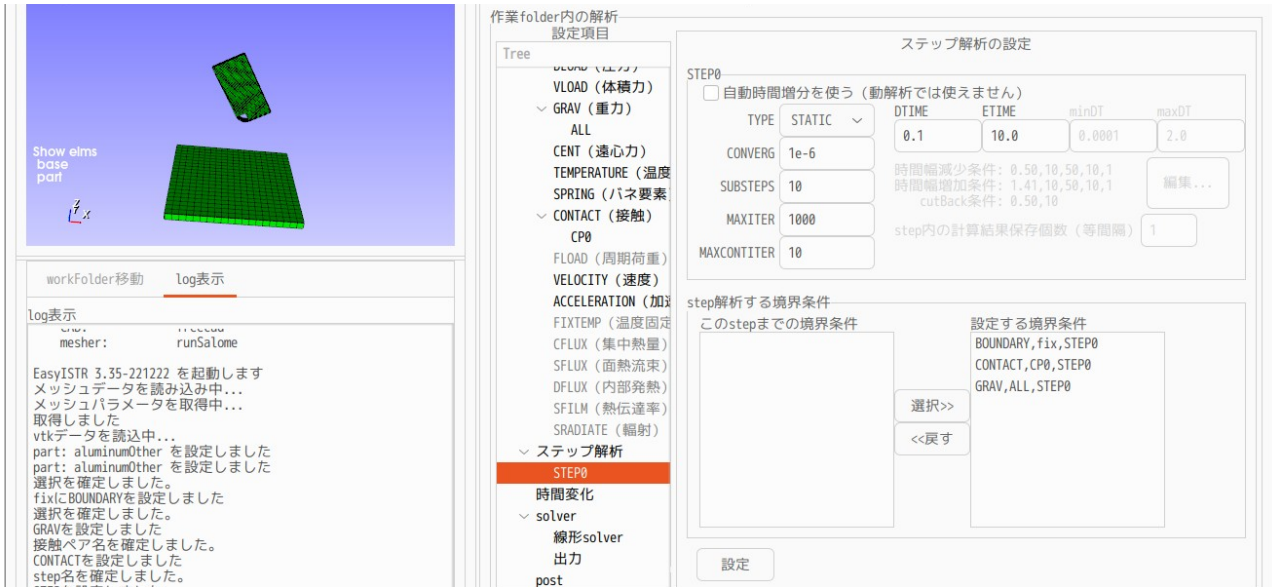 作業folder内の解析
設定項目
Tree
DLOAD (圧力)
VLOAD (体積力)
GRAV (重力)
ALL
CENT (遠心力)
TEMPERATURE (温度
SPRING (バネ要素
CONTACT (接触)
CP0
FLOAD (周期荷重)
VELOCITY (速度)
ACCELERATION (加速
FIXTEMP (温度固定
CFLUX (集中熱量)
SFLUX (面熱流束)
DFLUX (内部発熱)
SFILM (熱伝達率)
SRADIATE (輻射)
ステップ解析
STEP0
時間変化
solver
線形solver
出力
post
Show elms
base
part
Z
X
workFolder移動 log表示
log表示
mesher: runSalome
EasyISTR 3.35-221222 を起動します
メッシュデータを読み込み中...
メッシュパラメータを取得中...
取得しました
vtkデータを読込中...
part: aluminumOther を設定しました
part: aluminumOther を設定しました
選択を確定しました。
fixにBOUNDARYを設定しました
選択を確定しました。
GRAVを設定しました
接触ペア名を確定しました。
CONTACTを設定しました
step名を確定しました。
ステップ解析の設定
STEP0
自動時間増分を使う（動解析では使えません）
TYPE STATIC
CONVERG 1e-6
SUBSTEPS 10
MAXITER 1000
MAXCONTITER 10
DTIME ETIME minDT maxDT
0.1 10.0 0.0001 2.0
時間幅減少条件: 0.50,10,50,10,1
時間幅増加条件: 1.41,10,50,10,1
cutBack条件: 0.50,10
編集...
step内の計算結果保存個数（等間隔） 1
step解析する境界条件
このstepまでの境界条件
設定する境界条件
BOUNDARY,fix,STEP0
CONTACT,CP0,STEP0
GRAV,ALL,STEP0
選択>>
<<戻す
設定